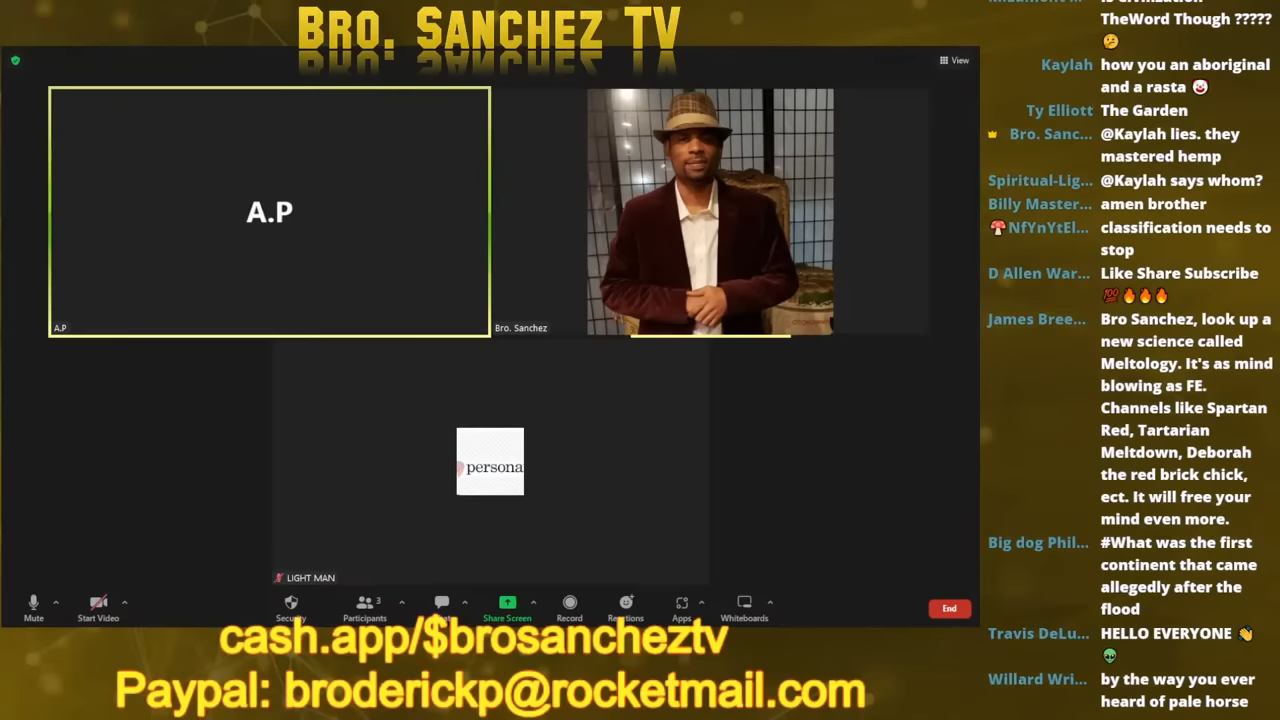 Bro. Sanchez TV
View
A.P
A.P
Bro. Sanchez
persona
LIGHT MAN
Mute
Start Video
Security
Participants
3
Share Screen
Record
Reactions
Apps
Whiteboards
End
cash.app/$brosancheztv
Paypal: broderickp@rocketmail.com
TheWord Though ?????
🤔
Kaylah how you an aboriginal
and a rasta 🤡
Ty Elliott The Garden
Bro. Sanc... @Kaylah lies. they
mastered hemp
Spiritual-Lig... @Kaylah says whom?
Billy Master... amen brother
🍄NfYnYtEl... classification needs to
stop
D Allen War... Like Share Subscribe
💯🔥🔥🔥
James Bree... Bro Sanchez, look up a
new science called
Meltology. It's as mind
blowing as FE.
Channels like Spartan
Red, Tartarian
Meltdown, Deborah
the red brick chick,
ect. It will free your
mind even more.
Big dog Phil... #What was the first
continent that came
allegedly after the
flood
Travis DeLu... HELLO EVERYONE 👋
👽
Willard Wri... by the way you ever
heard of pale horse